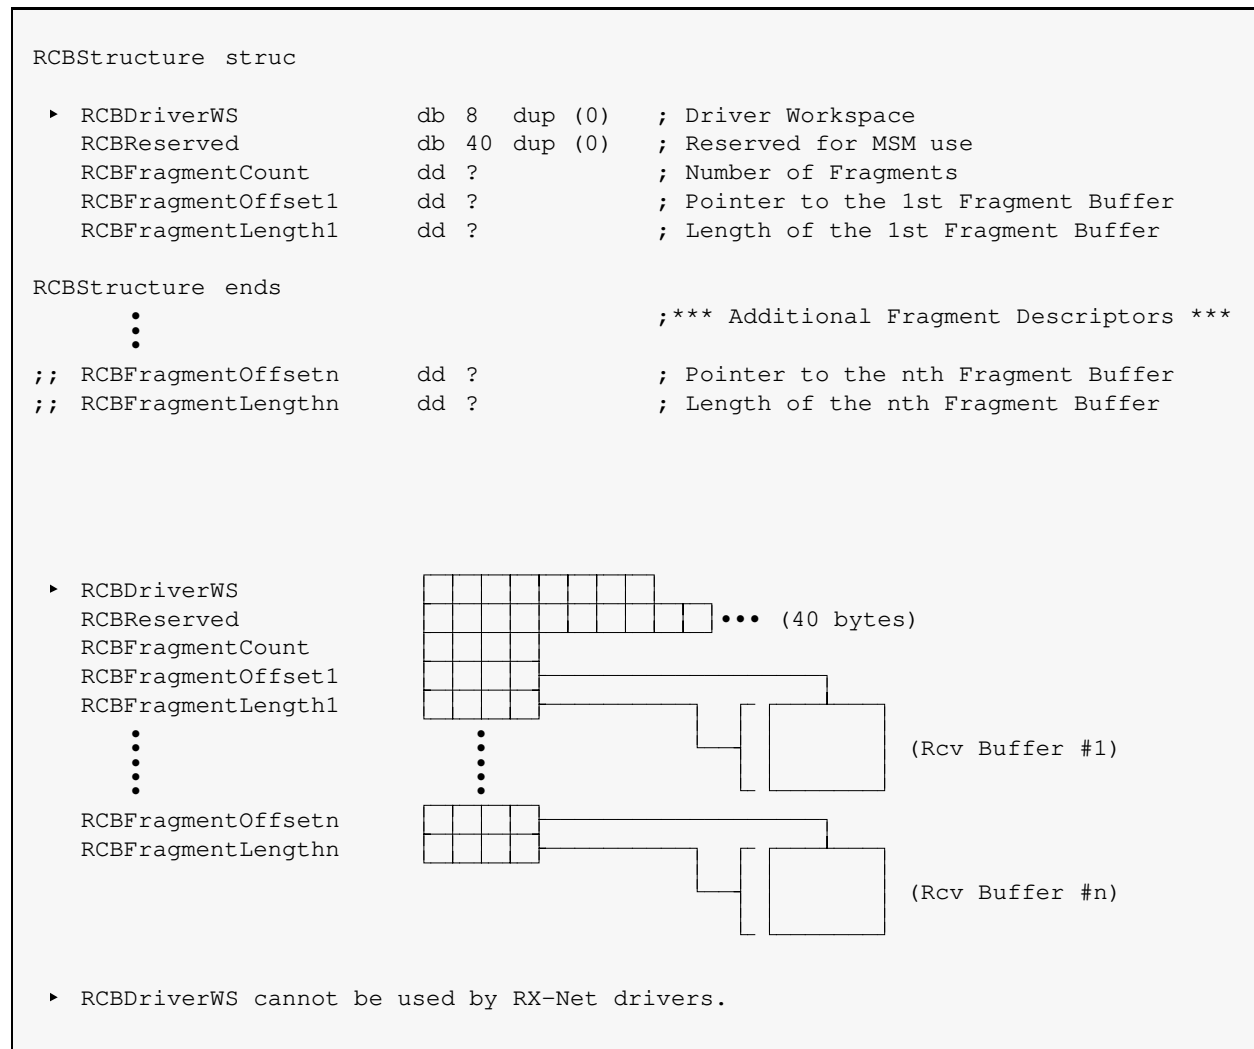 RCBStructure struc
▸ RCBDriverWS db 8 dup (0) ; Driver Workspace
RCBReserved db 40 dup (0) ; Reserved for MSM use
RCBFragmentCount dd ? ; Number of Fragments
RCBFragmentOffset1 dd ? ; Pointer to the 1st Fragment Buffer
RCBFragmentLength1 dd ? ; Length of the 1st Fragment Buffer
RCBStructure ends
;*** Additional Fragment Descriptors ***
;; RCBFragmentOffsetn dd ? ; Pointer to the nth Fragment Buffer
;; RCBFragmentLengthn dd ? ; Length of the nth Fragment Buffer
▸ RCBDriverWS
RCBReserved ••• (40 bytes)
RCBFragmentCount
RCBFragmentOffset1
RCBFragmentLength1
(Rcv Buffer #1)
RCBFragmentOffsetn
RCBFragmentLengthn
(Rcv Buffer #n)
▸ RCBDriverWS cannot be used by RX-Net drivers.